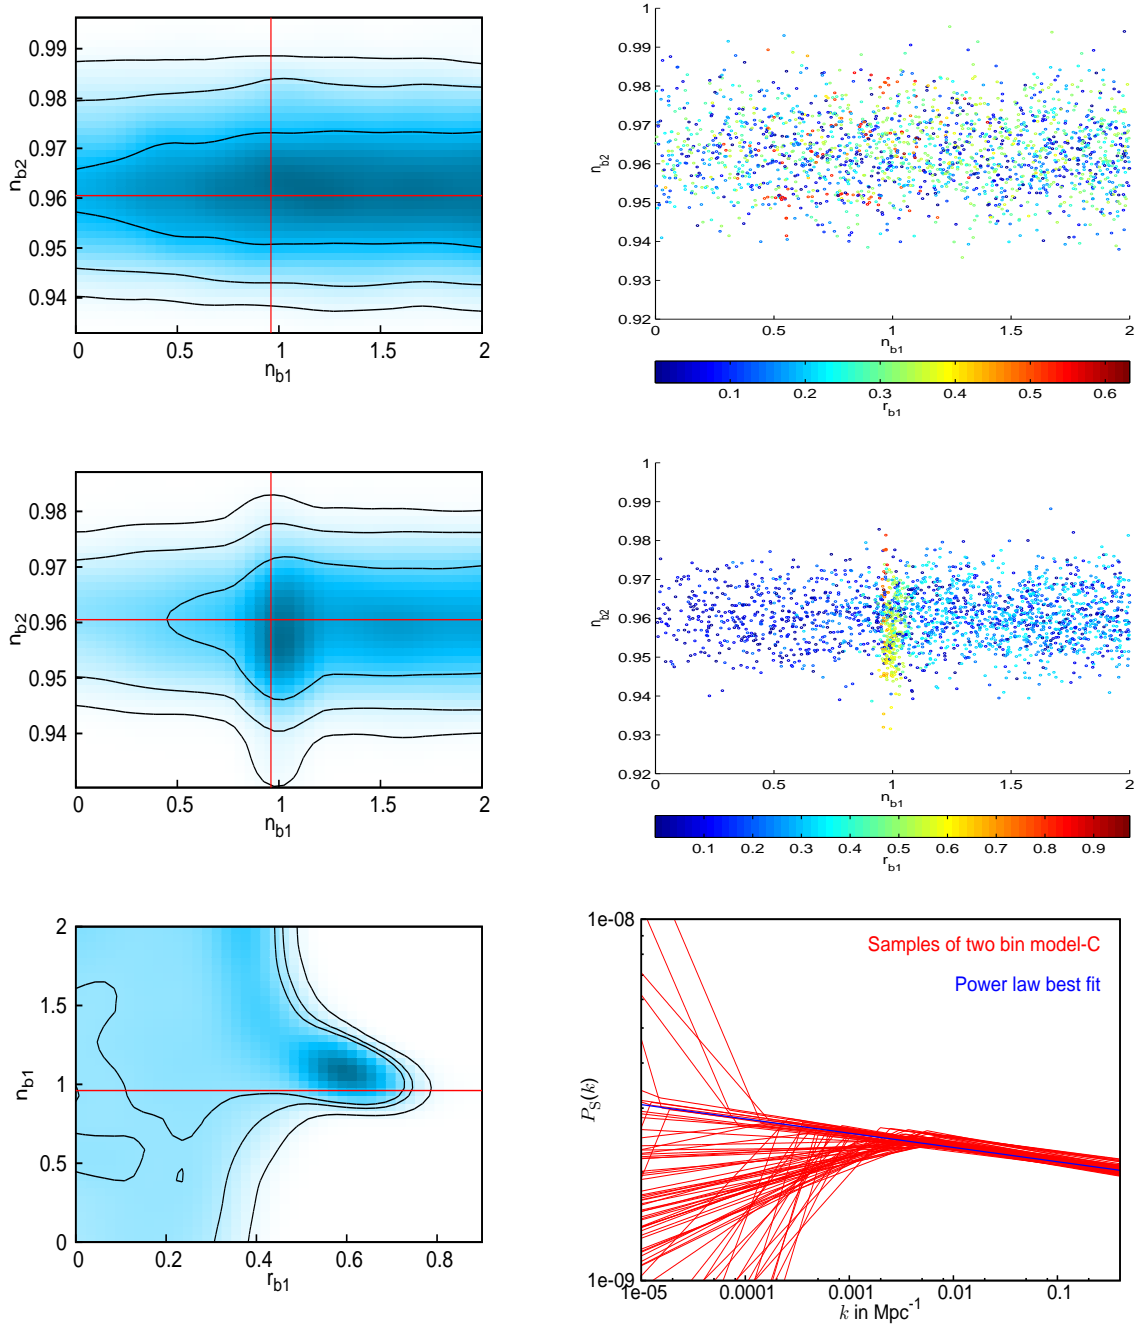 0.99
0.98
0.97
0.96
0.95
0.94
n_b2
0 0.5 1 1.5 2
n_b1
1
0.99
0.98
0.97
0.96
0.95
0.94
0.93
0.92
n_b2
0 0.5 1 1.5 2
n_b1
0.1 0.2 0.3 0.4 0.5 0.6
r_b1
0.98
0.97
0.96
0.95
0.94
n_b2
0 0.5 1 1.5 2
n_b1
1
0.99
0.98
0.97
0.96
0.95
0.94
0.93
0.92
n_b2
0 0.5 1 1.5 2
n_b1
0.1 0.2 0.3 0.4 0.5 0.6 0.7 0.8 0.9
r_b1
2
1.5
1
0.5
0
n_b1
0 0.2 0.4 0.6 0.8
r_b1
1e-08
Samples of two bin model-C
Power law best fit
P_S(k)
1e-09
1e-05 0.0001 0.001 0.01 0.1
k in Mpc^-1